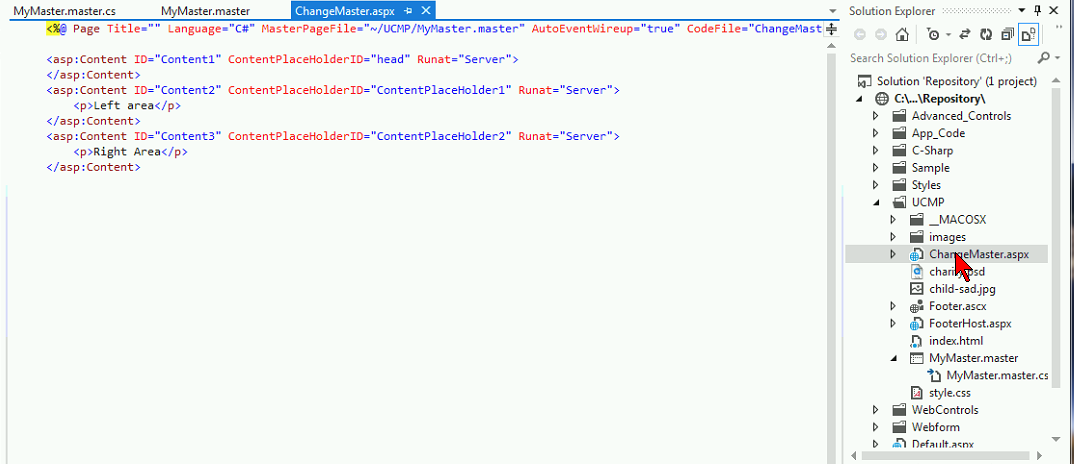 MyMaster.master.cs
MyMaster.master
ChangeMaster.aspx
<%@ Page Title="" Language="C#" MasterPageFile="~/UCMP/MyMaster.master" AutoEventWireup="true" CodeFile="ChangeMast
<asp:Content ID="Content1" ContentPlaceHolderID="head" Runat="Server">
</asp:Content>
<asp:Content ID="Content2" ContentPlaceHolderID="ContentPlaceHolder1" Runat="Server">
<p>Left area</p>
</asp:Content>
<asp:Content ID="Content3" ContentPlaceHolderID="ContentPlaceHolder2" Runat="Server">
<p>Right Area</p>
</asp:Content>
Solution Explorer
Search Solution Explorer (Ctrl+;)
Solution 'Repository' (1 project)
C:\...\Repository\
Advanced_Controls
App_Code
C-Sharp
Sample
Styles
UCMP
__MACOSX
images
ChangeMaster.aspx
child-sad.jpg
Footer.ascx
FooterHost.aspx
index.html
MyMaster.master
MyMaster.master.cs
style.css
WebControls
Webform
Default.aspx